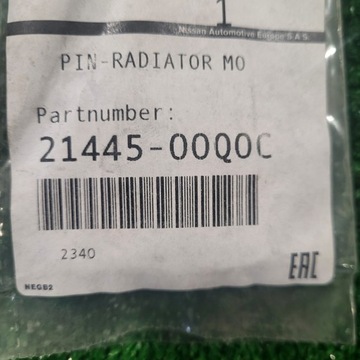 1
Nissan Automotive Europe S.A.S.
PIN-RADIATOR MO
Partnumber:
21445-00Q0C
2340
EAC
NEGB2